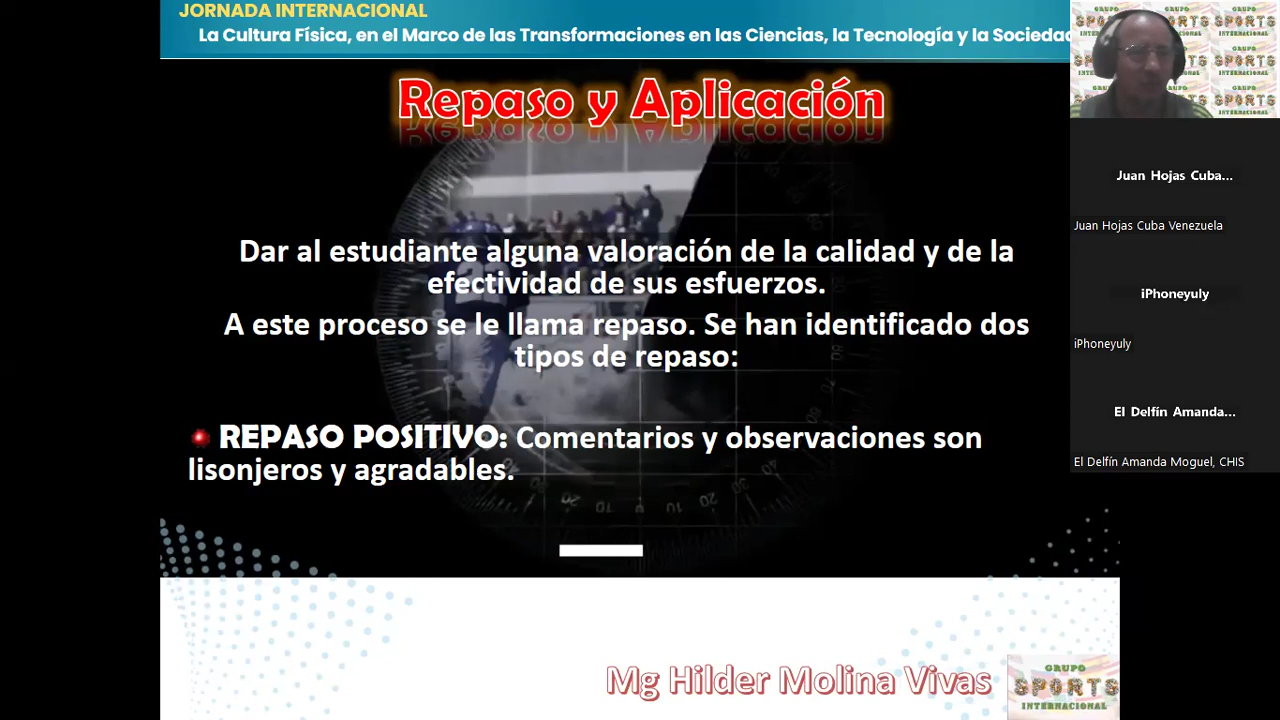 JORNADA INTERNACIONAL
La Cultura Física, en el Marco de las Transformaciones en las Ciencias, la Tecnología y la Sociedad
Repaso y Aplicación
Dar al estudiante alguna valoración de la calidad y de la
efectividad de sus esfuerzos.
A este proceso se le llama repaso. Se han identificado dos
tipos de repaso:
REPASO POSITIVO: Comentarios y observaciones son
lisonjeros y agradables.
Mg Hilder Molina Vivas
GRUPO
SPORTS
INTERNACIONAL
Juan Hojas Cuba...
Juan Hojas Cuba Venezuela
iPhoneyuly
iPhoneyuly
El Delfín Amanda...
El Delfín Amanda Moguel, CHIS